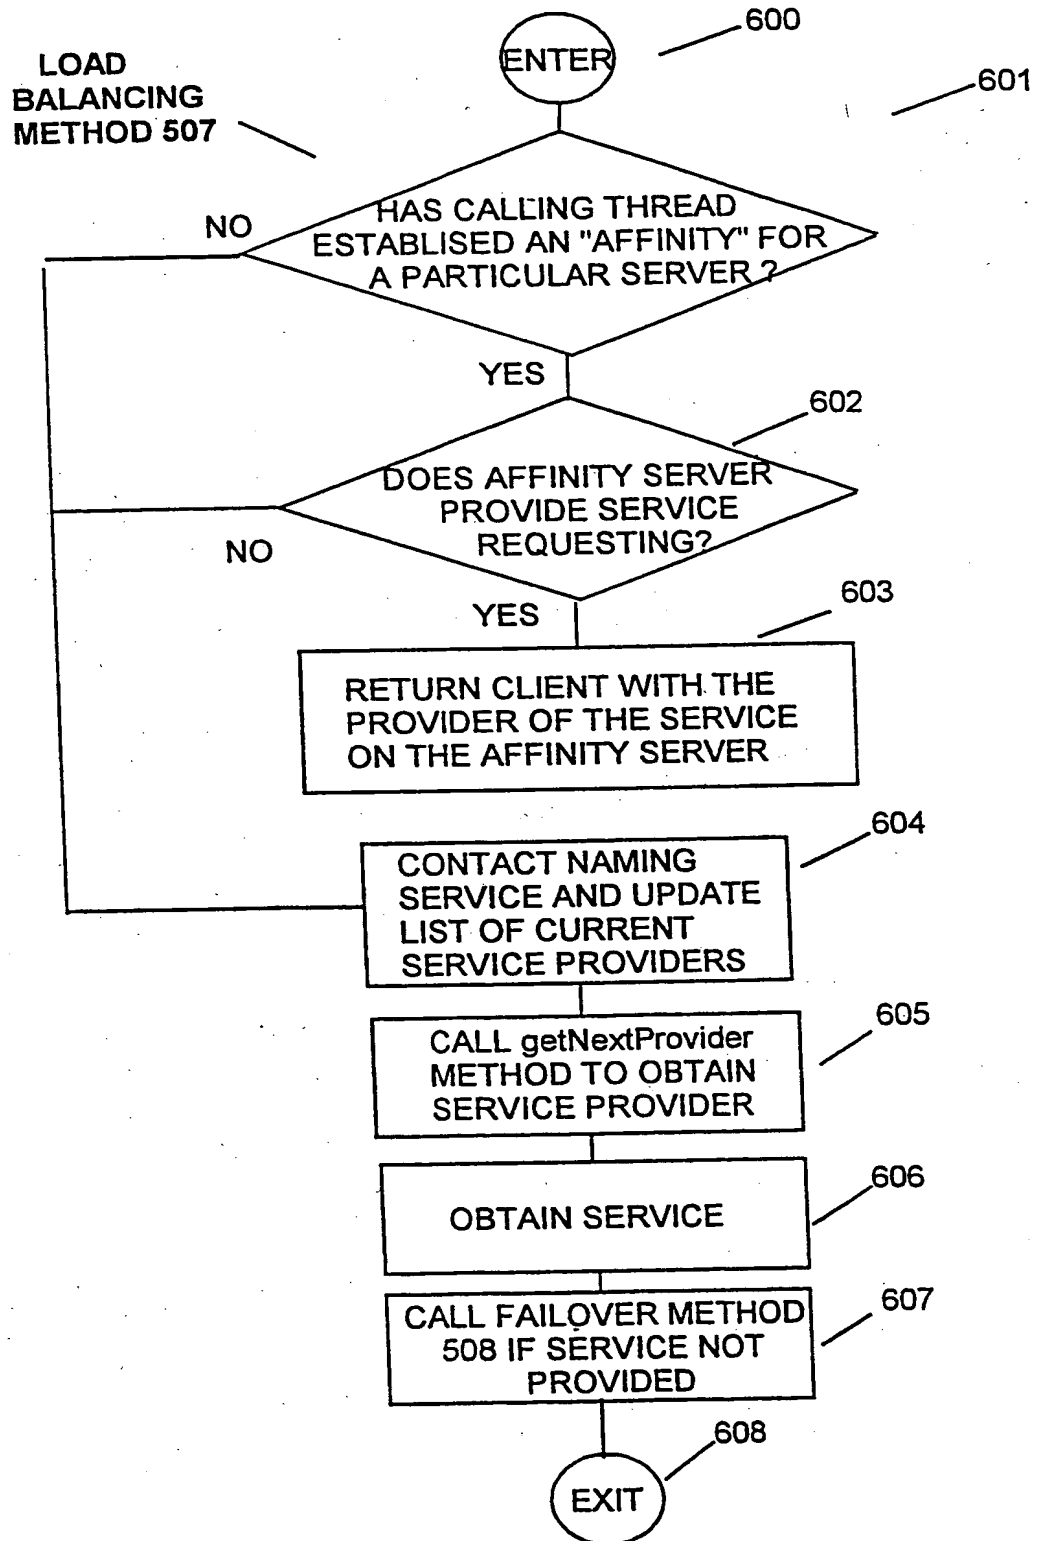 600
ENTER
LOAD
BALANCING
METHOD 507
601
HAS CALLING THREAD
ESTABLISED AN "AFFINITY" FOR
A PARTICULAR SERVER ?
NO
YES
602
DOES AFFINITY SERVER
PROVIDE SERVICE
REQUESTING?
NO
YES
603
RETURN CLIENT WITH THE
PROVIDER OF THE SERVICE
ON THE AFFINITY SERVER
604
CONTACT NAMING
SERVICE AND UPDATE
LIST OF CURRENT
SERVICE PROVIDERS
605
CALL getNextProvider
METHOD TO OBTAIN
SERVICE PROVIDER
606
OBTAIN SERVICE
607
CALL FAILOVER METHOD
508 IF SERVICE NOT
PROVIDED
608
EXIT